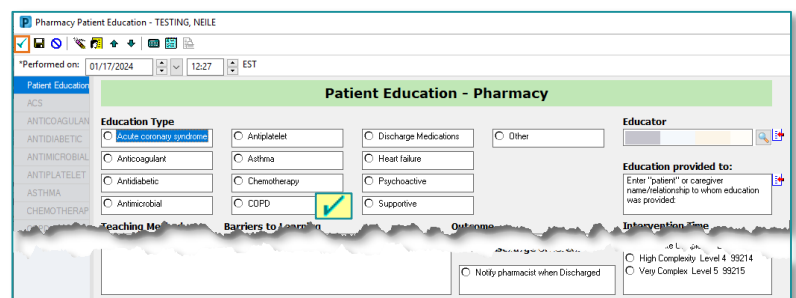 Pharmacy Patient Education - TESTING, NEILE
*Performed on: 01/17/2024 12:27 EST
Patient Education
ACS
ANTICOAGULAN
ANTIDIABETIC
ANTIMICROBIAL
ANTIPLATELET
ASTHMA
CHEMOTHERAP
Patient Education - Pharmacy
Education Type
Acute coronary syndrome
Antiplatelet
Discharge Medications
Other
Anticoagulant
Asthma
Heart failure
Antidiabetic
Chemotherapy
Psychoactive
Antimicrobial
COPD
Supportive
Educator
Education provided to:
Enter "patient" or caregiver
name/relationship to whom education
was provided:
Teaching
Barriers to Learning
Outcome
Intervention Time
Notify pharmacist when Discharged
High Complexity Level 4 99214
Very Complex Level 5 99215